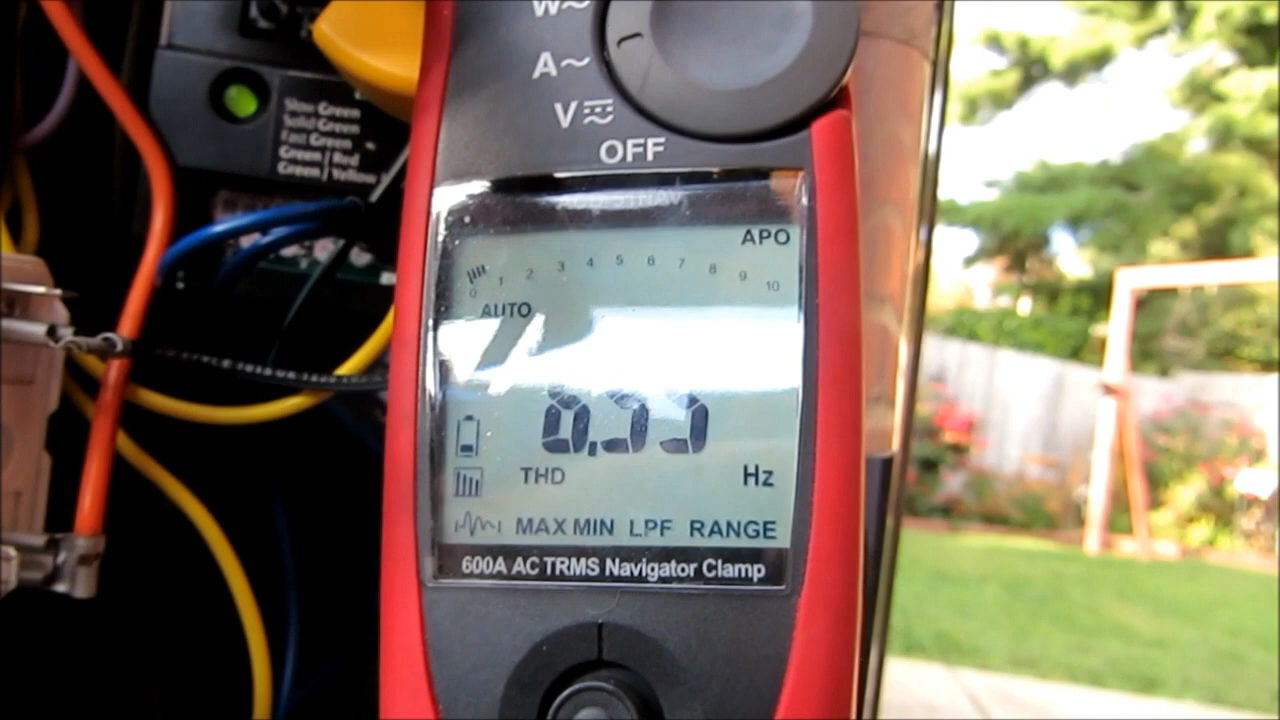 W~
A~
V
OFF
Slow Green
Solid Green
Fast Green
Green / Red
Green / Yellow
APO
0 1 2 3 4 5 6 7 8 9 10
AUTO
THD Hz
MAX MIN LPF RANGE
600A AC TRMS Navigator Clamp